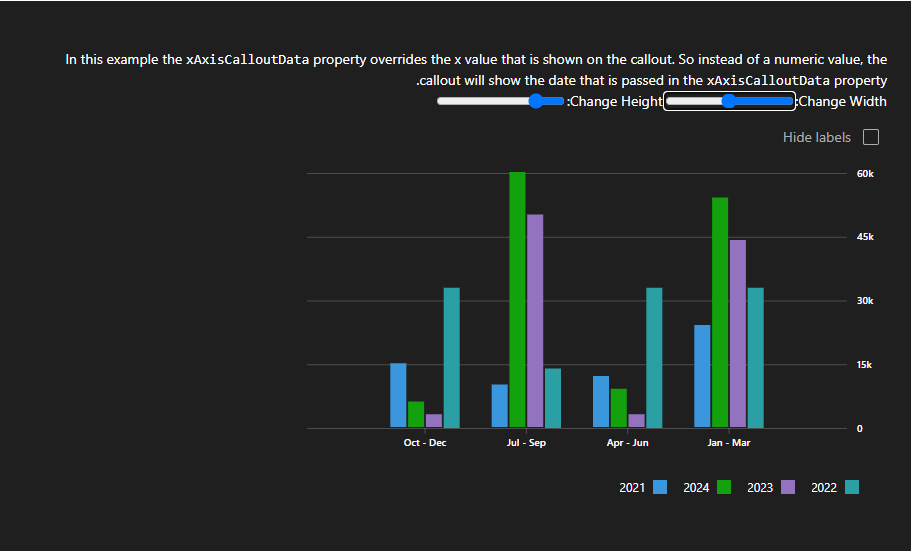 In this example the xAxisCalloutData property overrides the x value that is shown on the callout. So instead of a numeric value, the
.callout will show the date that is passed in the xAxisCalloutData property
:Change Height :Change Width
Hide labels
60k
45k
30k
15k
0
Oct - Dec Jul - Sep Apr - Jun Jan - Mar
2021 2024 2023 2022